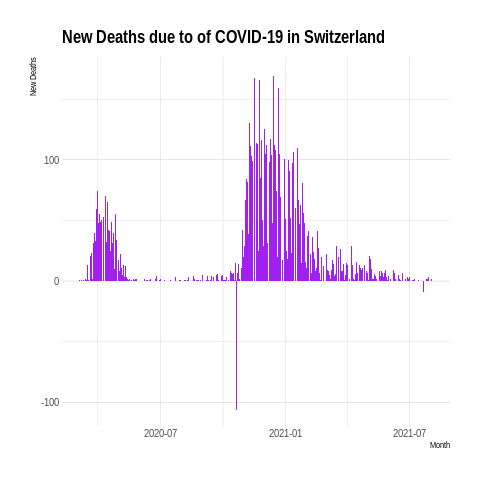 New Deaths due to of COVID-19 in Switzerland
New Deaths
100
0
-100
2020-07
2021-01
2021-07
Month